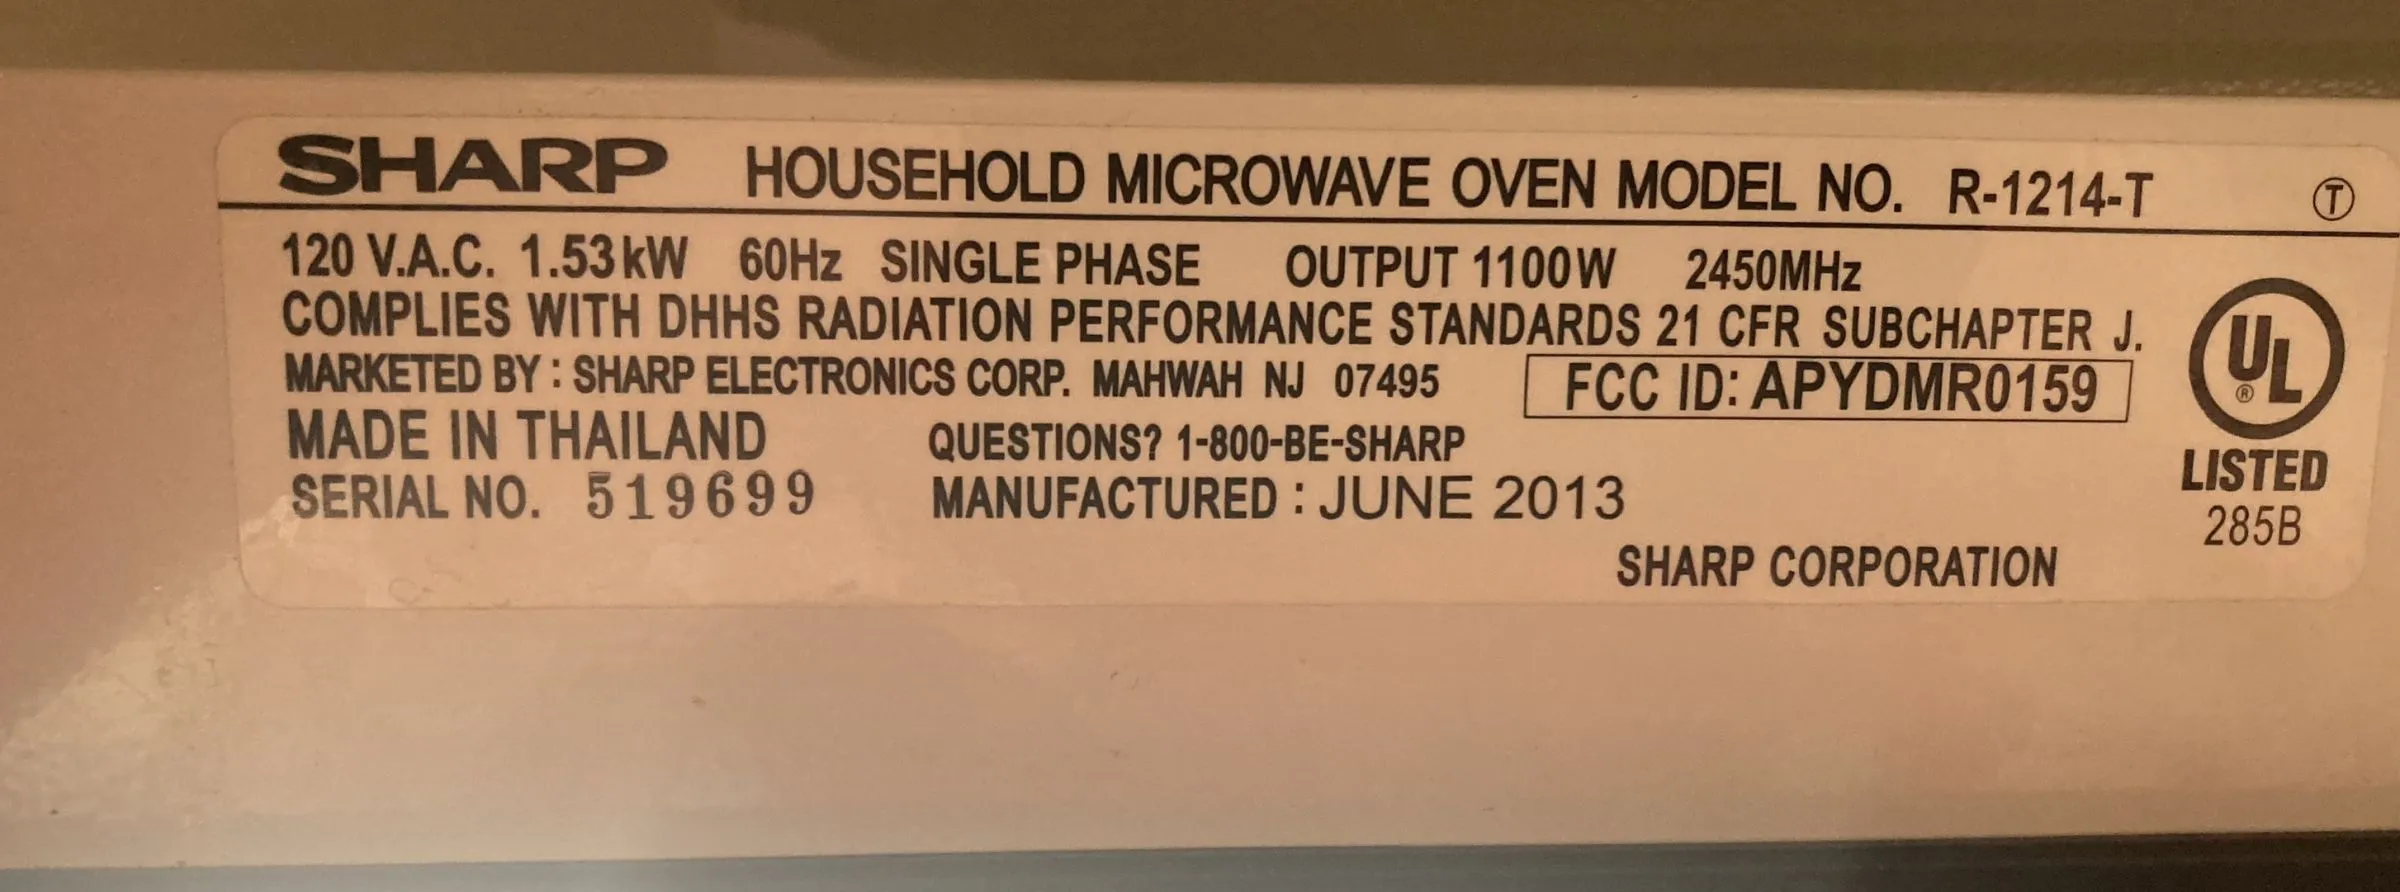 SHARP HOUSEHOLD MICROWAVE OVEN MODEL NO. R-1214-T Ⓣ
120 V.A.C. 1.53kW 60Hz SINGLE PHASE OUTPUT 1100W 2450MHz
COMPLIES WITH DHHS RADIATION PERFORMANCE STANDARDS 21 CFR SUBCHAPTER J.
MARKETED BY : SHARP ELECTRONICS CORP. MAHWAH NJ 07495 FCC ID: APYDMR0159
MADE IN THAILAND QUESTIONS? 1-800-BE-SHARP
SERIAL NO. 519699 MANUFACTURED : JUNE 2013
SHARP CORPORATION
UL®
LISTED
285B